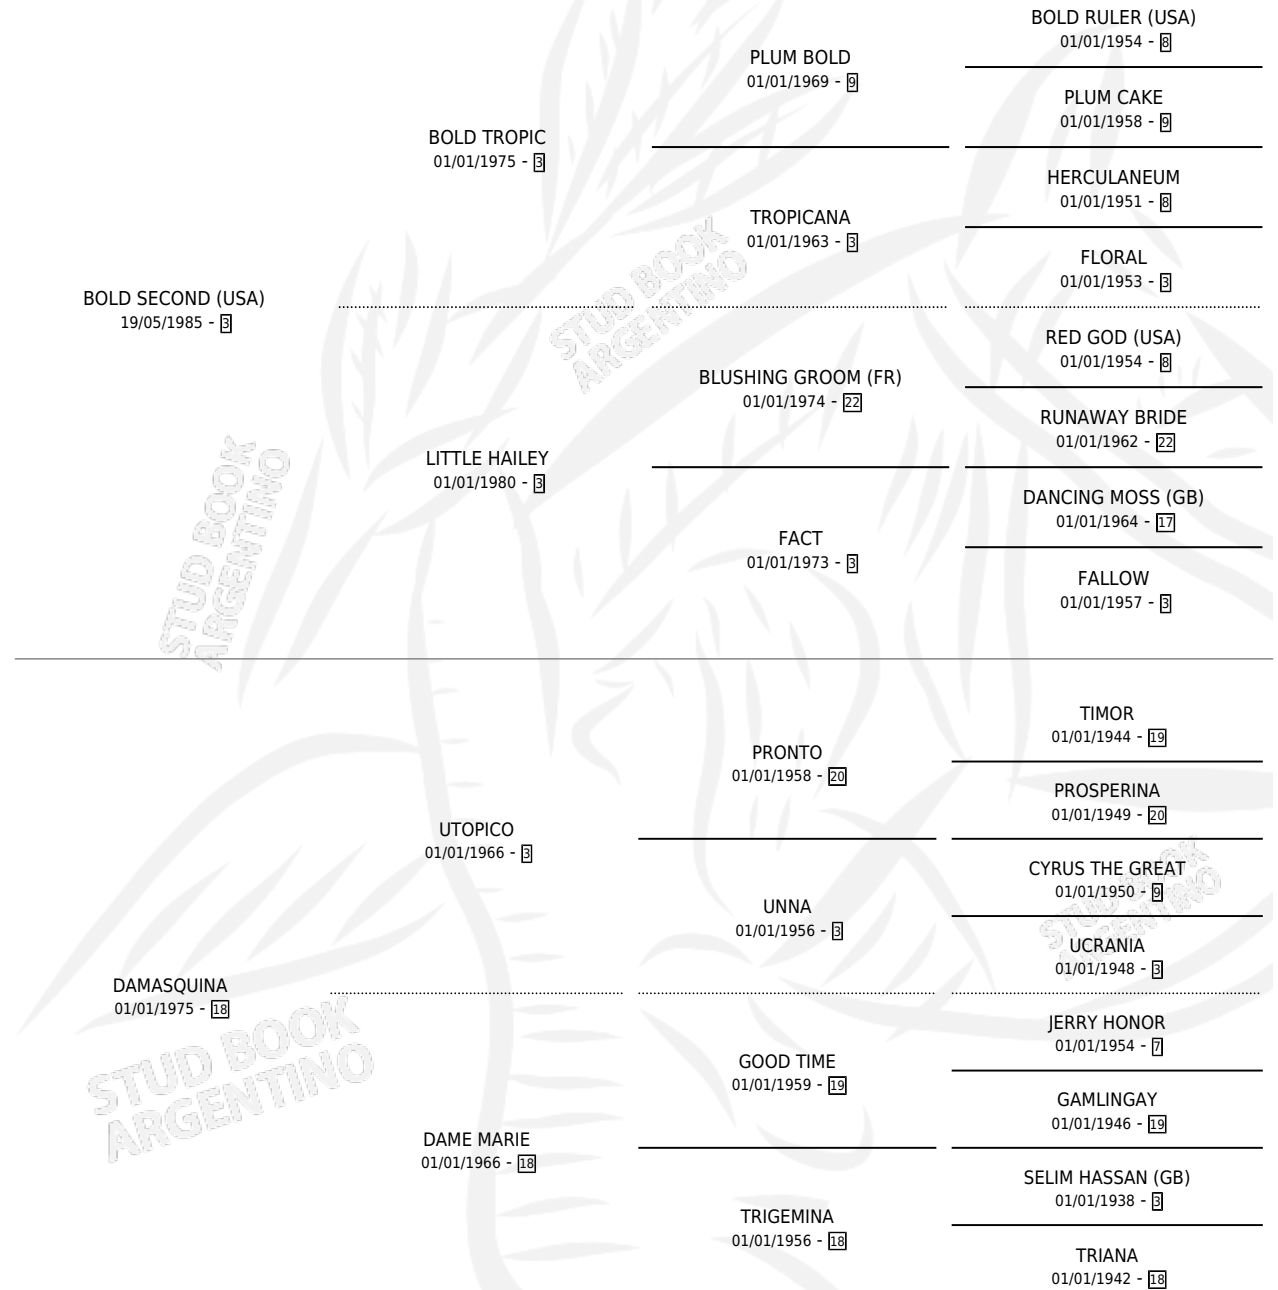 BOLD RULER (USA)
01/01/1954 - 8
PLUM BOLD
01/01/1969 - 9
PLUM CAKE
01/01/1958 - 9
BOLD TROPIC
01/01/1975 - 3
HERCULANEUM
01/01/1951 - 8
TROPICANA
01/01/1963 - 3
FLORAL
01/01/1953 - 3
BOLD SECOND (USA)
19/05/1985 - 3
RED GOD (USA)
01/01/1954 - 8
BLUSHING GROOM (FR)
01/01/1974 - 22
RUNAWAY BRIDE
01/01/1962 - 22
LITTLE HAILEY
01/01/1980 - 3
DANCING MOSS (GB)
01/01/1964 - 17
FACT
01/01/1973 - 3
FALLOW
01/01/1957 - 3
STUD BOOK
ARGENTINO
STUD BOOK
ARGENTINO
TIMOR
01/01/1944 - 19
PRONTO
01/01/1958 - 20
PROSPERINA
01/01/1949 - 20
UTOPICO
01/01/1966 - 3
CYRUS THE GREAT
01/01/1950 - 9
UNNA
01/01/1956 - 3
UCRANIA
01/01/1948 - 3
STUD BOOK
ARGENTINO
DAMASQUINA
01/01/1975 - 18
JERRY HONOR
01/01/1954 - 7
GOOD TIME
01/01/1959 - 19
GAMLINGAY
01/01/1946 - 19
DAME MARIE
01/01/1966 - 18
SELIM HASSAN (GB)
01/01/1938 - 3
TRIGEMINA
01/01/1956 - 18
TRIANA
01/01/1942 - 18
STUD BOOK
ARGENTINO